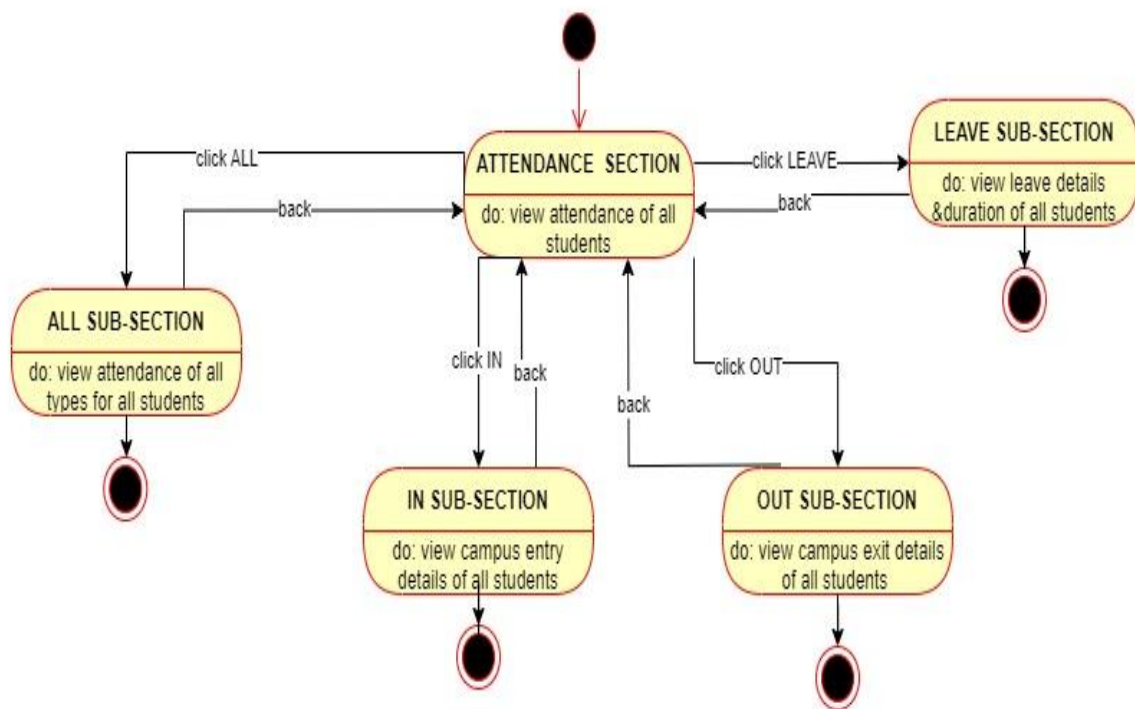 LEAVE SUB-SECTION
do: view leave details
&duration of all students
click ALL
ATTENDANCE  SECTION
do: view attendance of all
students
click LEAVE
back
back
ALL SUB-SECTION
do: view attendance of all
types for all students
click IN
back
back
click OUT
IN SUB-SECTION
do: view campus entry
details of all students
OUT SUB-SECTION
do: view campus exit details
of all students